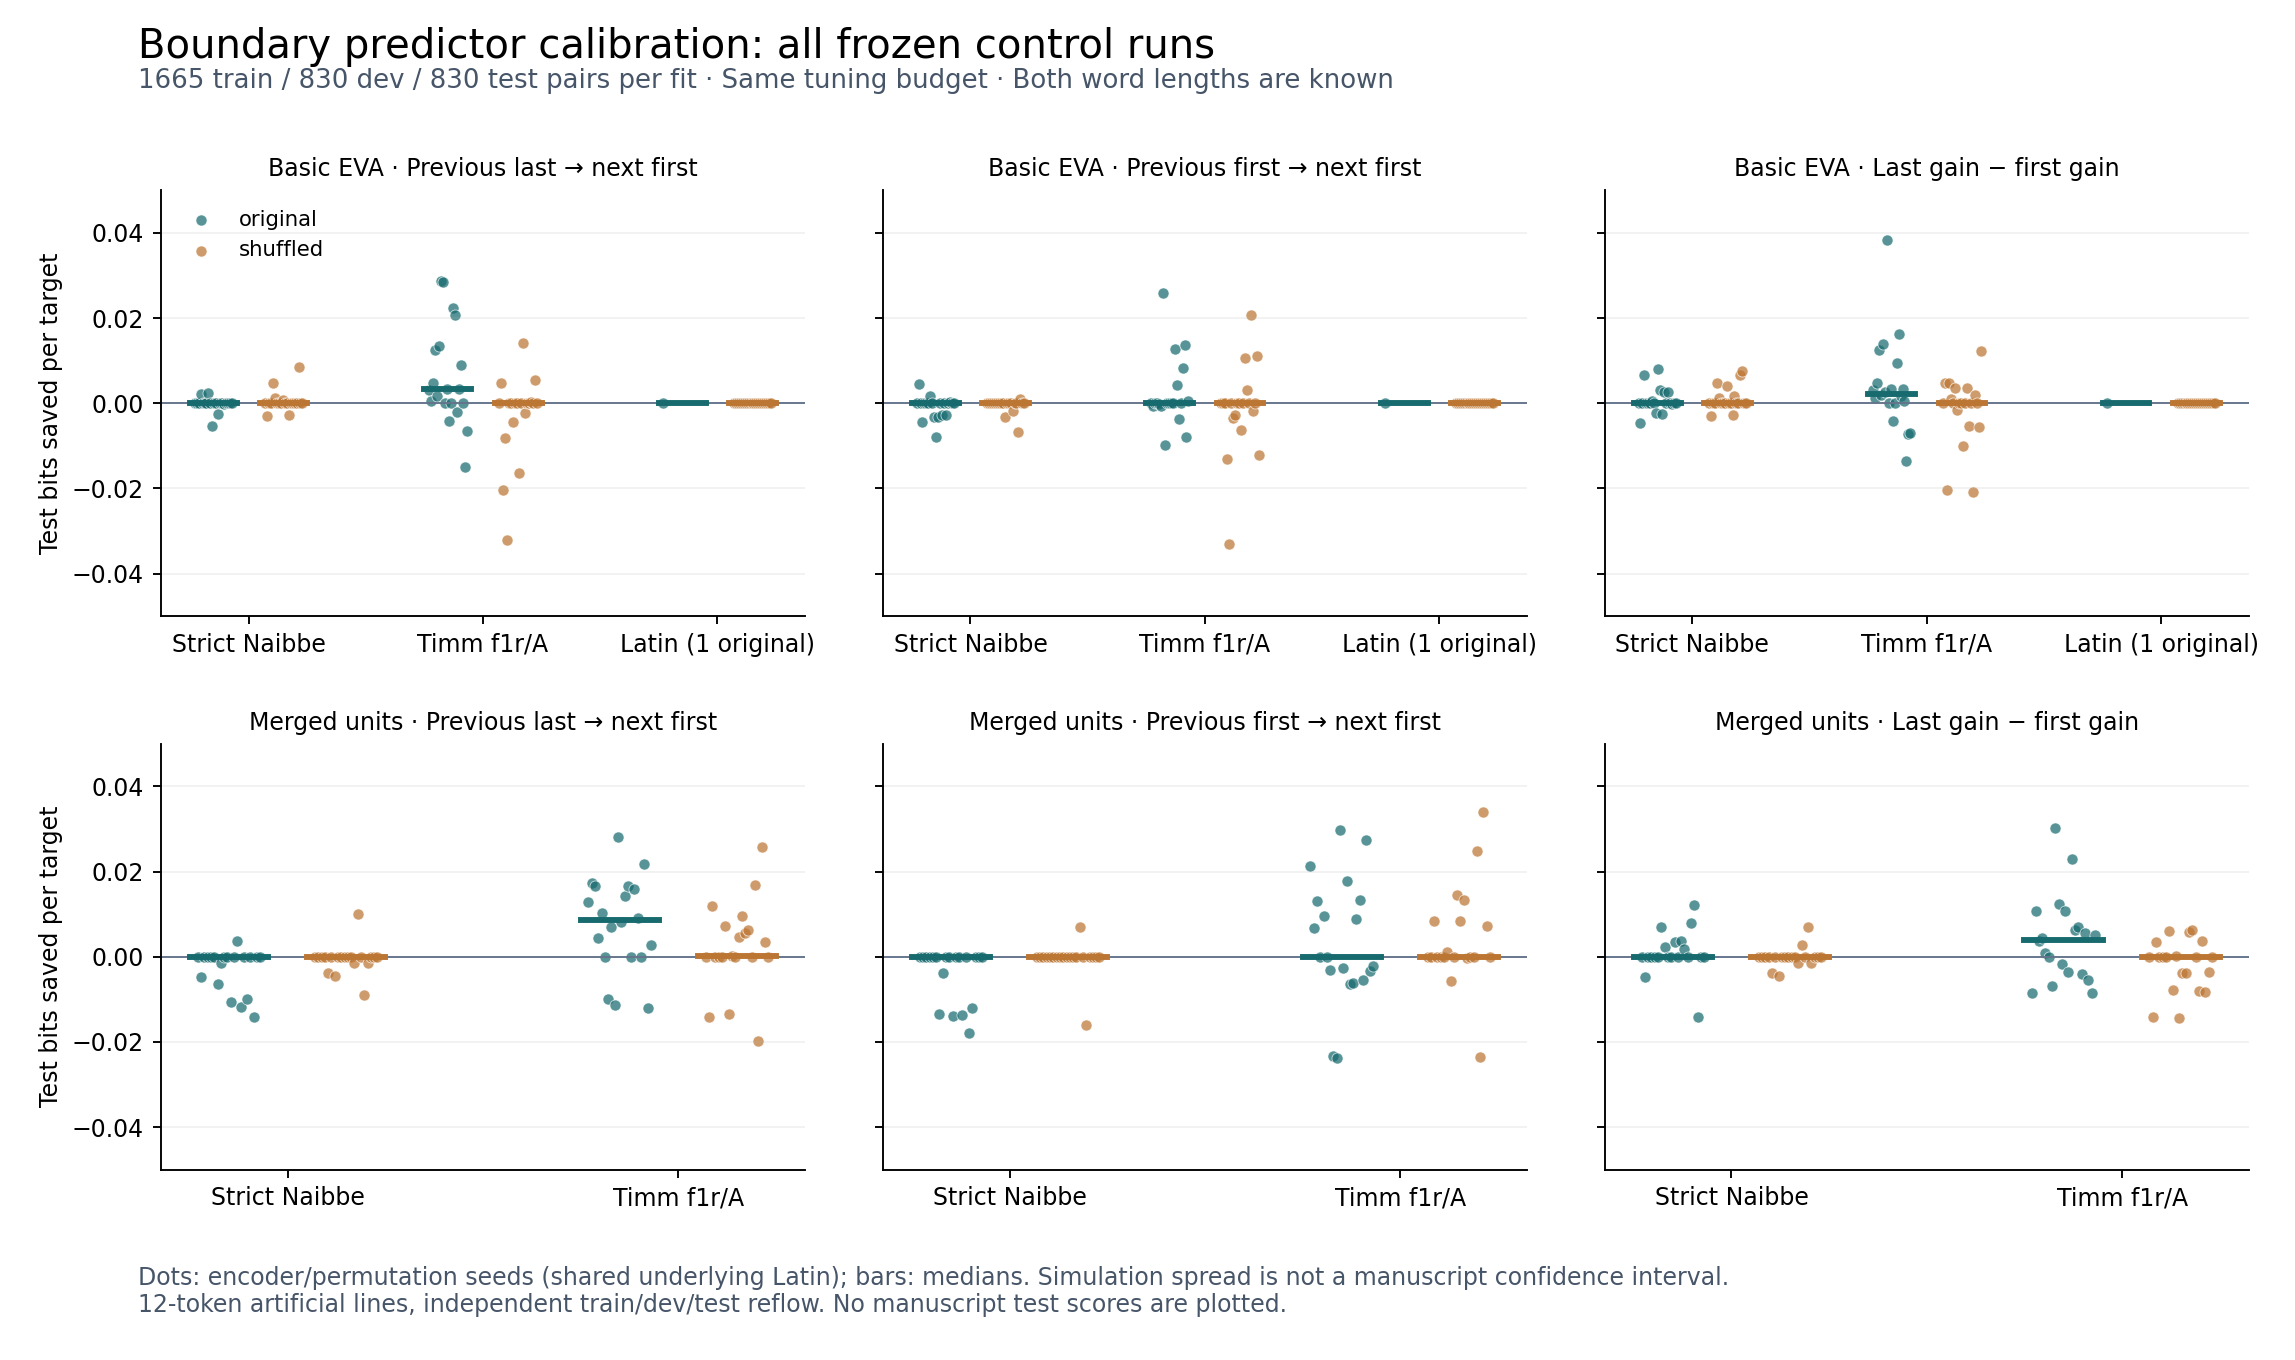 Boundary predictor calibration: all frozen control runs
1665 train / 830 dev / 830 test pairs per fit · Same tuning budget · Both word lengths are known
Basic EVA · Previous last → next first
Basic EVA · Previous first → next first
Basic EVA · Last gain − first gain
original
shuffled
Test bits saved per target
0.04
0.02
0.00
−0.02
−0.04
Strict Naibbe
Timm f1r/A
Latin (1 original)
Strict Naibbe
Timm f1r/A
Latin (1 original)
Strict Naibbe
Timm f1r/A
Latin (1 original)
Merged units · Previous last → next first
Merged units · Previous first → next first
Merged units · Last gain − first gain
Test bits saved per target
0.04
0.02
0.00
−0.02
−0.04
Strict Naibbe
Timm f1r/A
Strict Naibbe
Timm f1r/A
Strict Naibbe
Timm f1r/A
Dots: encoder/permutation seeds (shared underlying Latin); bars: medians. Simulation spread is not a manuscript confidence interval.
12-token artificial lines, independent train/dev/test reflow. No manuscript test scores are plotted.